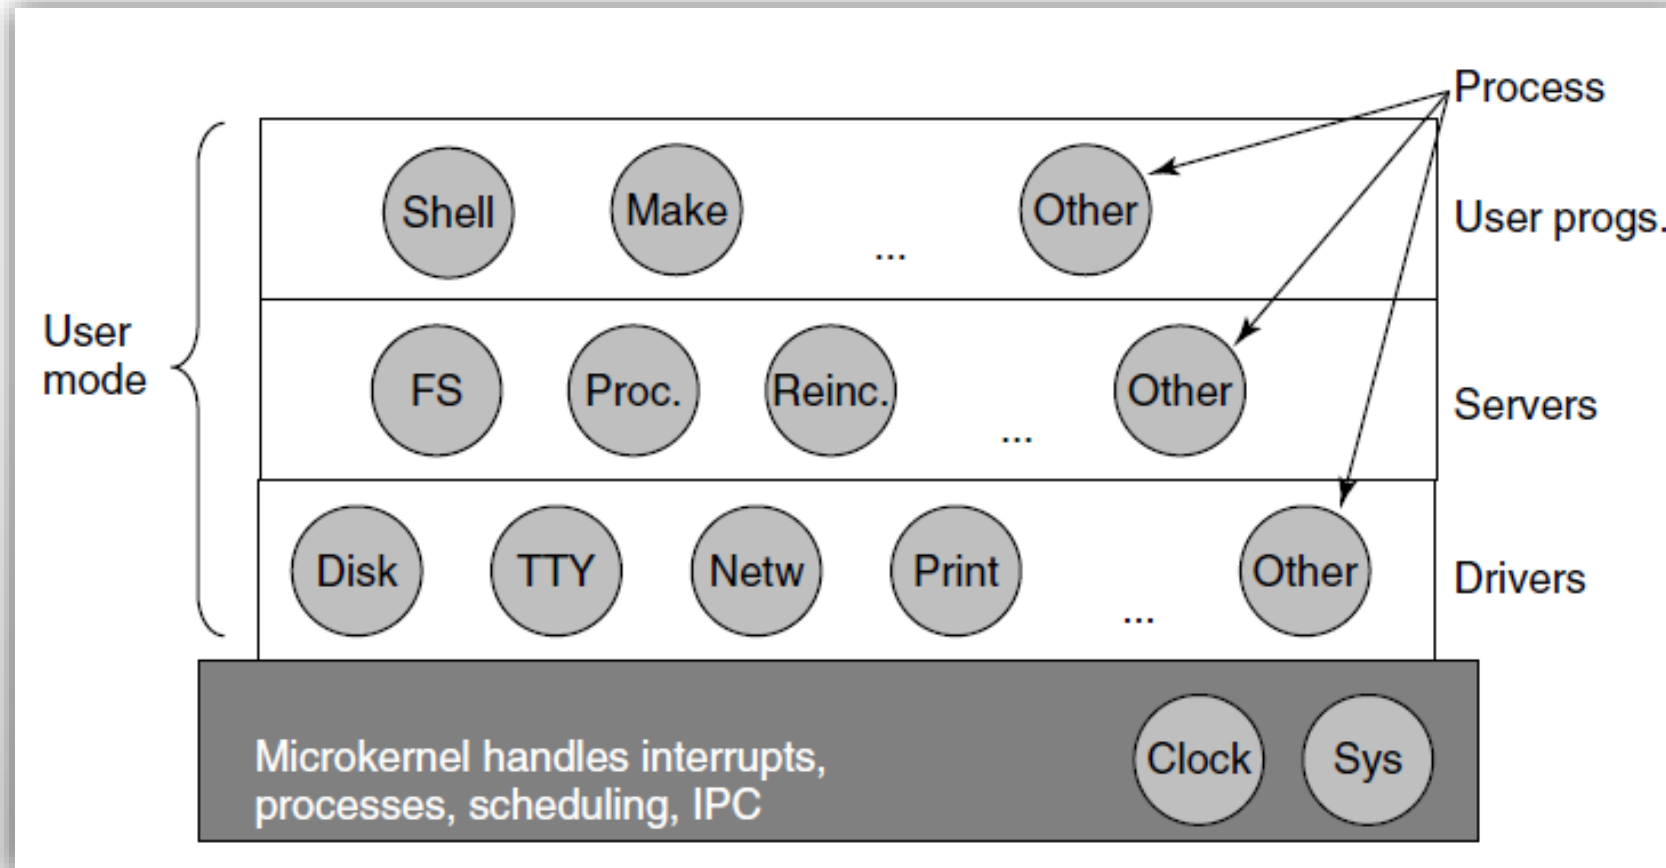 Process
Shell Make ... Other
User progs.
User
mode
FS Proc. Reinc. ... Other
Servers
Disk TTY Netw Print ... Other
Drivers
Microkernel handles interrupts,
processes, scheduling, IPC
Clock Sys